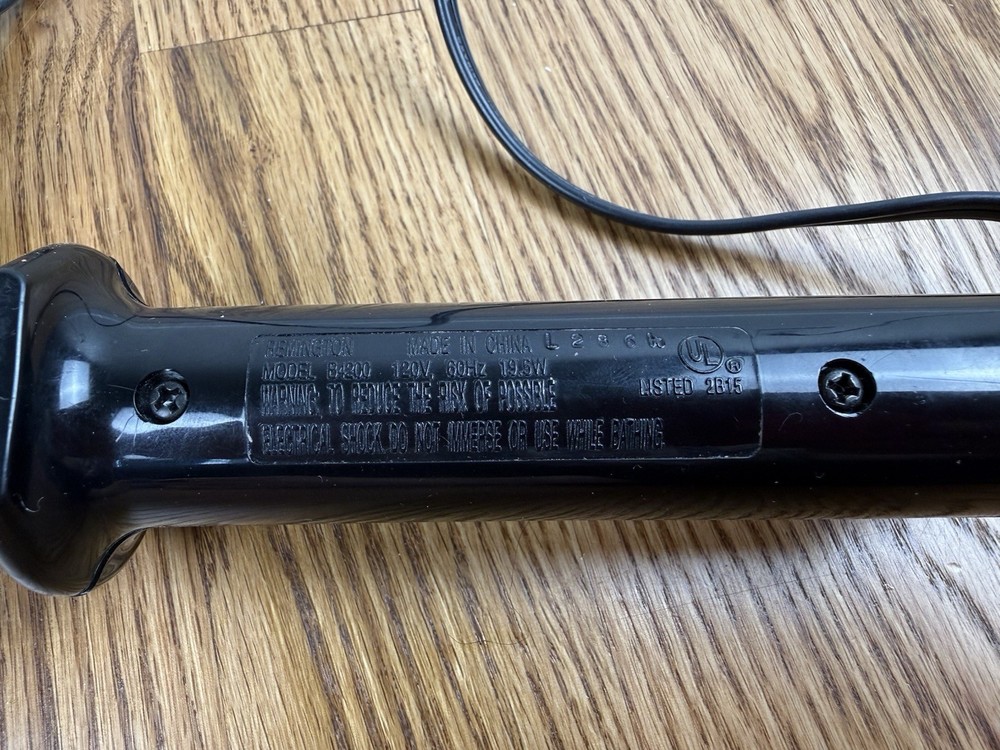 REMINGTON MADE IN CHINA
MODEL B4200 120V, 60Hz 19.5W
WARNING: TO REDUCE THE RISK OF POSSIBLE
ELECTRICAL SHOCK DO NOT IMMERSE OR USE WHILE BATHING.
UL ®
LISTED 2B15